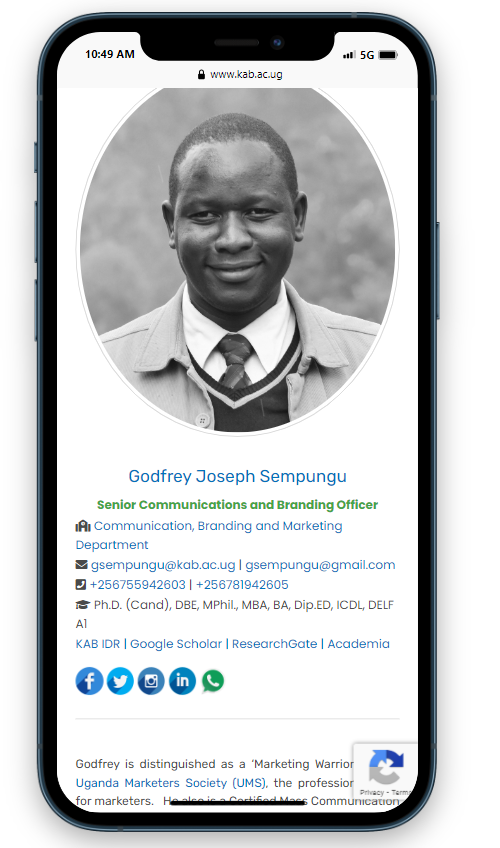 10:49 AM
5G
www.kab.ac.ug
Godfrey Joseph Sempungu
Senior Communications and Branding Officer
Communication, Branding and Marketing
Department
gsempungu@kab.ac.ug | gsempungu@gmail.com
+256755942603 | +256781942605
Ph.D. (Cand), DBE, MPhil., MBA, BA, Dip.ED, ICDL, DELF
A1
KAB IDR | Google Scholar | ResearchGate | Academia
Godfrey is distinguished as a 'Marketing Warrior
Uganda Marketers Society (UMS), the profession
for marketers. He also is a Certified Mass Communication
Privacy - Terms